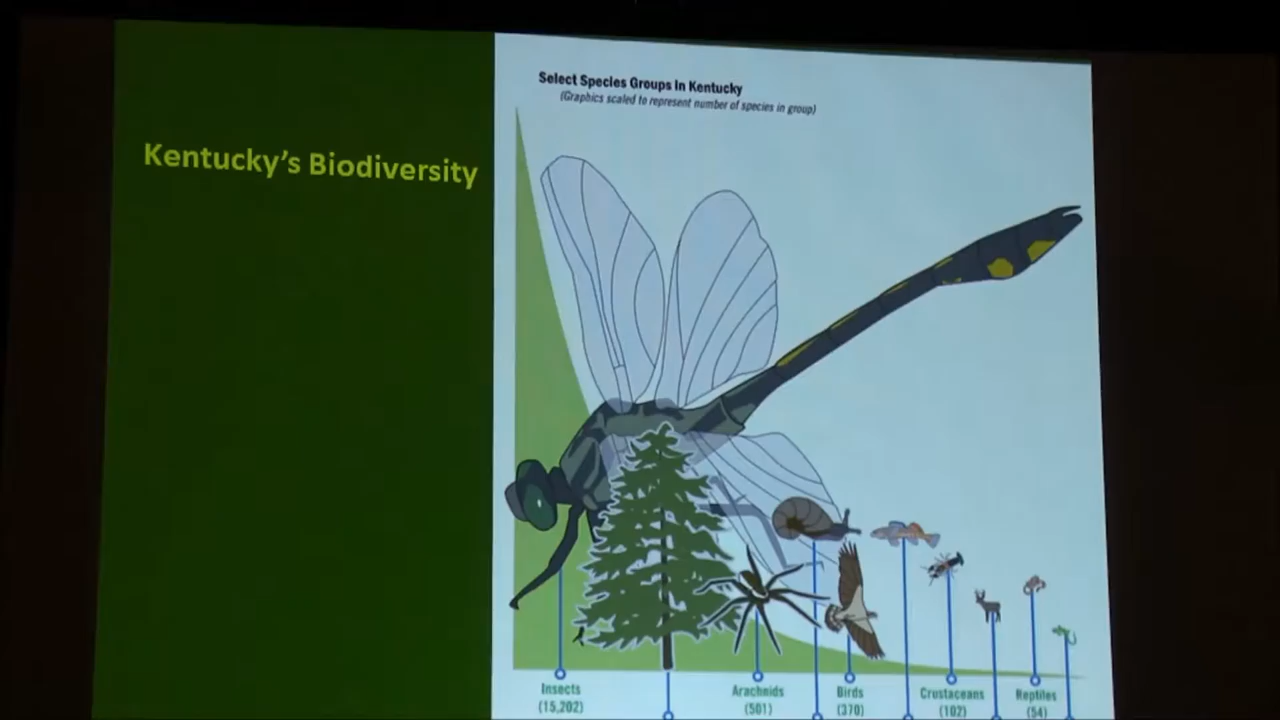 Kentucky's Biodiversity
Select Species Groups In Kentucky
(Graphics scaled to represent number of species in group)
Insects
(15,202)
Arachnids
(501)
Birds
(370)
Crustaceans
(102)
Reptiles
(54)